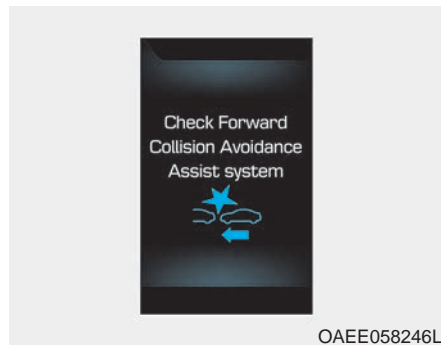 Check Forward
Collision Avoidance
Assist system
OAEE058246L